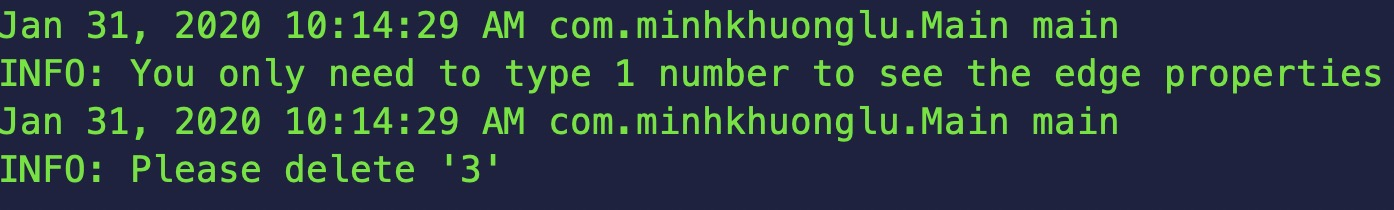 Jan 31, 2020 10:14:29 AM com.minhkhuonglu.Main main
INFO: You only need to type 1 number to see the edge properties
Jan 31, 2020 10:14:29 AM com.minhkhuonglu.Main main
INFO: Please delete '3'